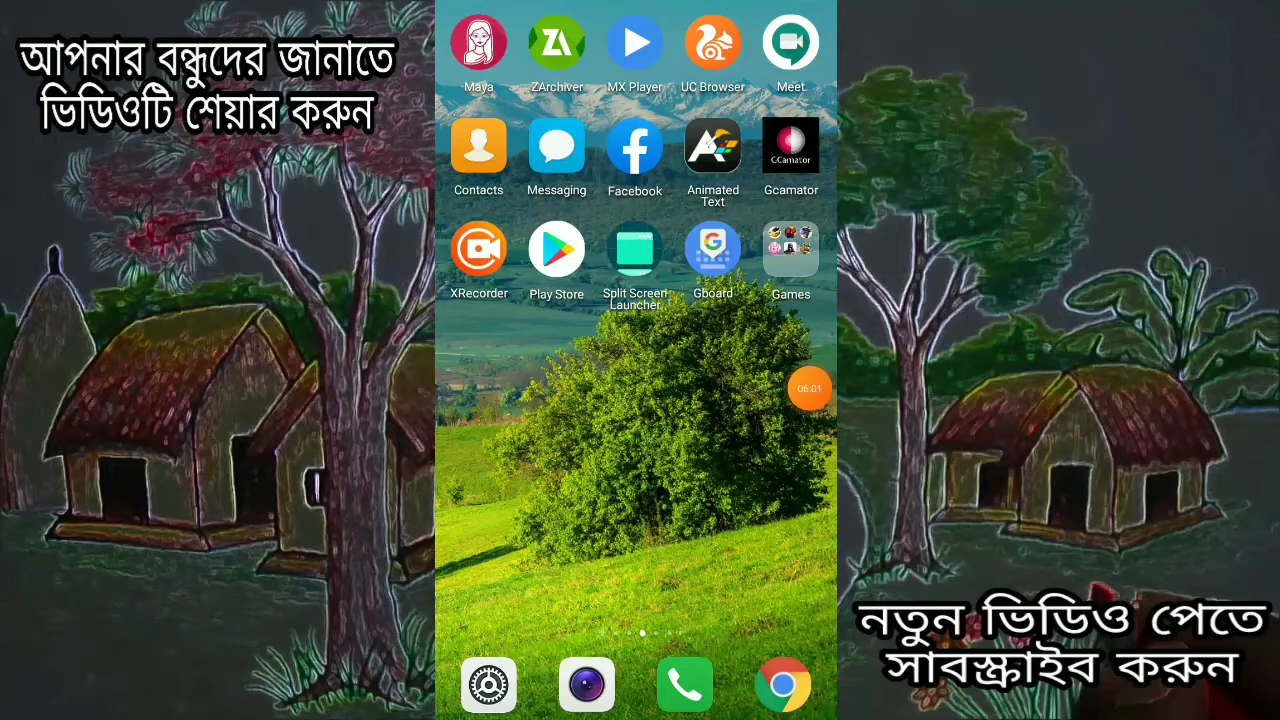 আপনার বন্ধুদের জানাতে
ভিডিওটি শেয়ার করুন
Maya
ZArchiver
MX Player
UC Browser
Meet
GCamator
Contacts
Messaging
Facebook
Animated
Text
Gcamator
XRecorder
Play Store
Split Screen
Launcher
Gboard
Games
06:01
নতুন ভিডিও পেতে
সাবস্ক্রাইব করুন